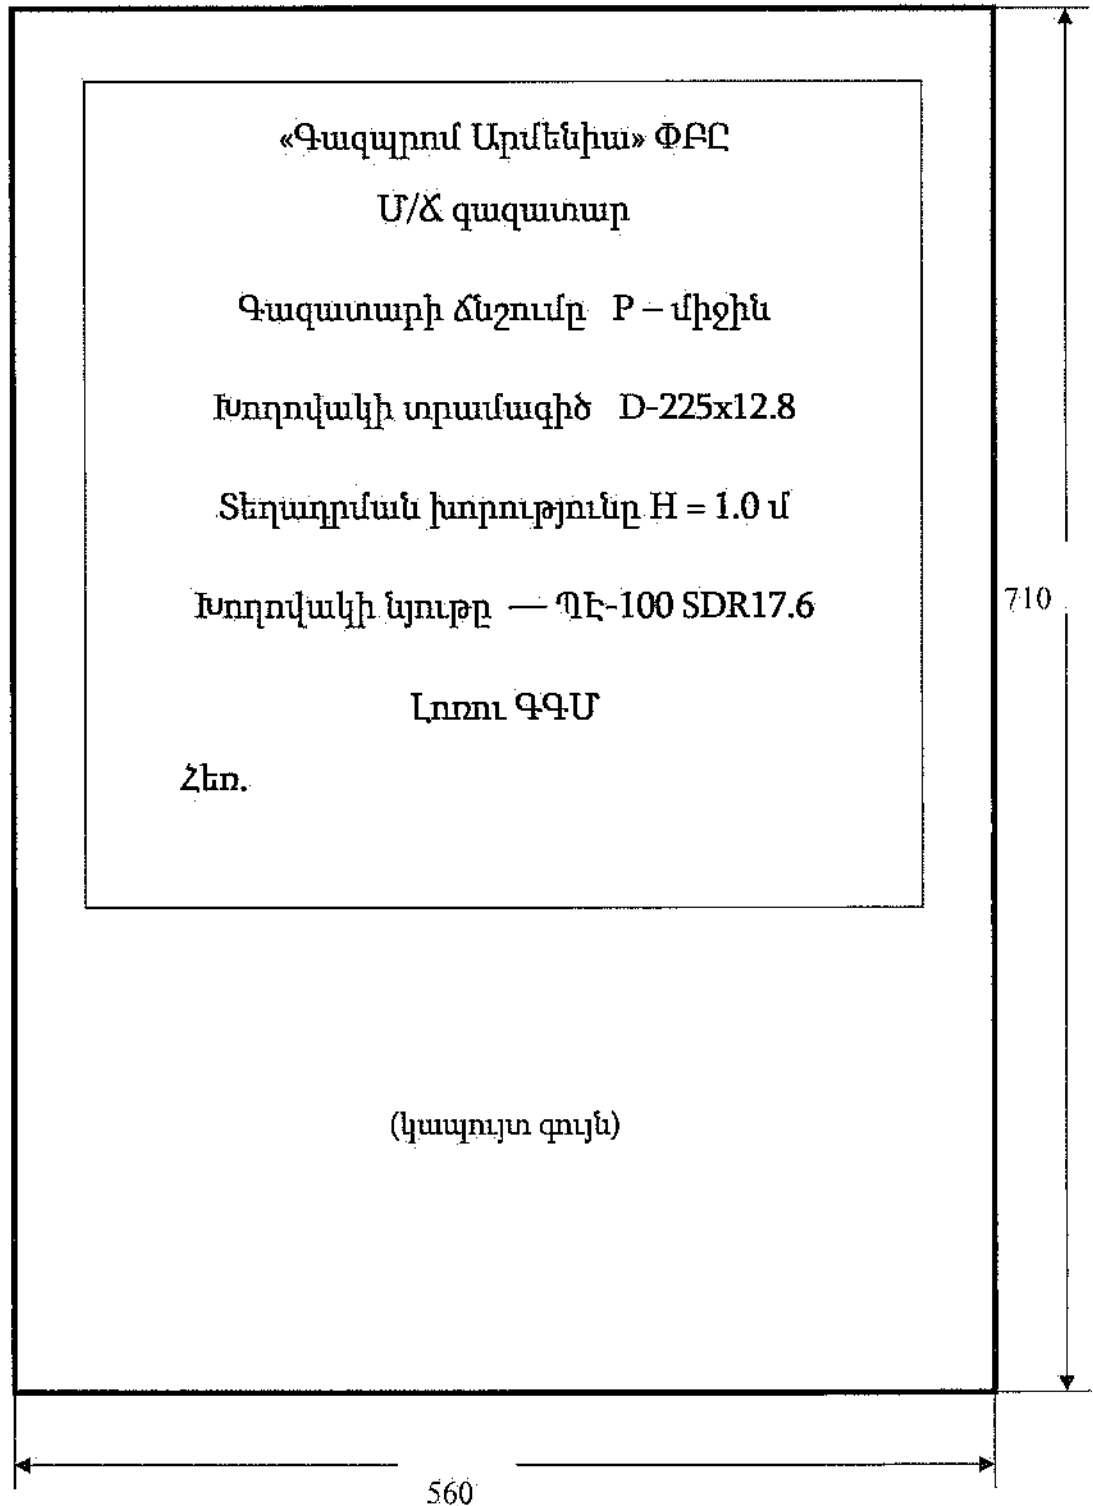 «Գազպրոմ Արմենիա» ՓԲԸ
Մ/Ճ գազատար
Գազատարի ճնշումը P – միջին
Խողովակի տրամագիծ D-225x12.8
Տեղադրման խորությունը H = 1.0 մ
Խողովակի նյութը — ՊԷ-100 SDR17.6
710
Լոռու ԳԳՄ
Հեռ.
(կապույտ գույն)
560